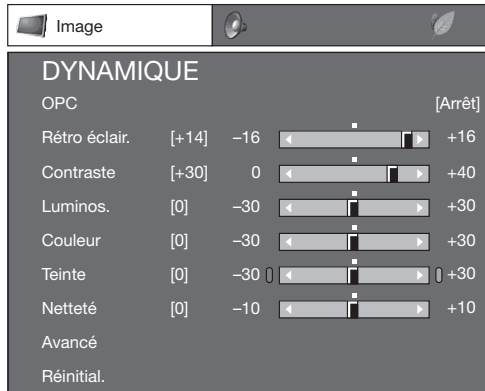 Image
DYNAMIQUE
OPC [Arrêt]
Rétro éclair. [+14] –16 +16
Contraste [+30] 0 +40
Luminos. [0] –30 +30
Couleur [0] –30 +30
Teinte [0] –30 +30
Netteté [0] –10 +10
Avancé
Réinitial.